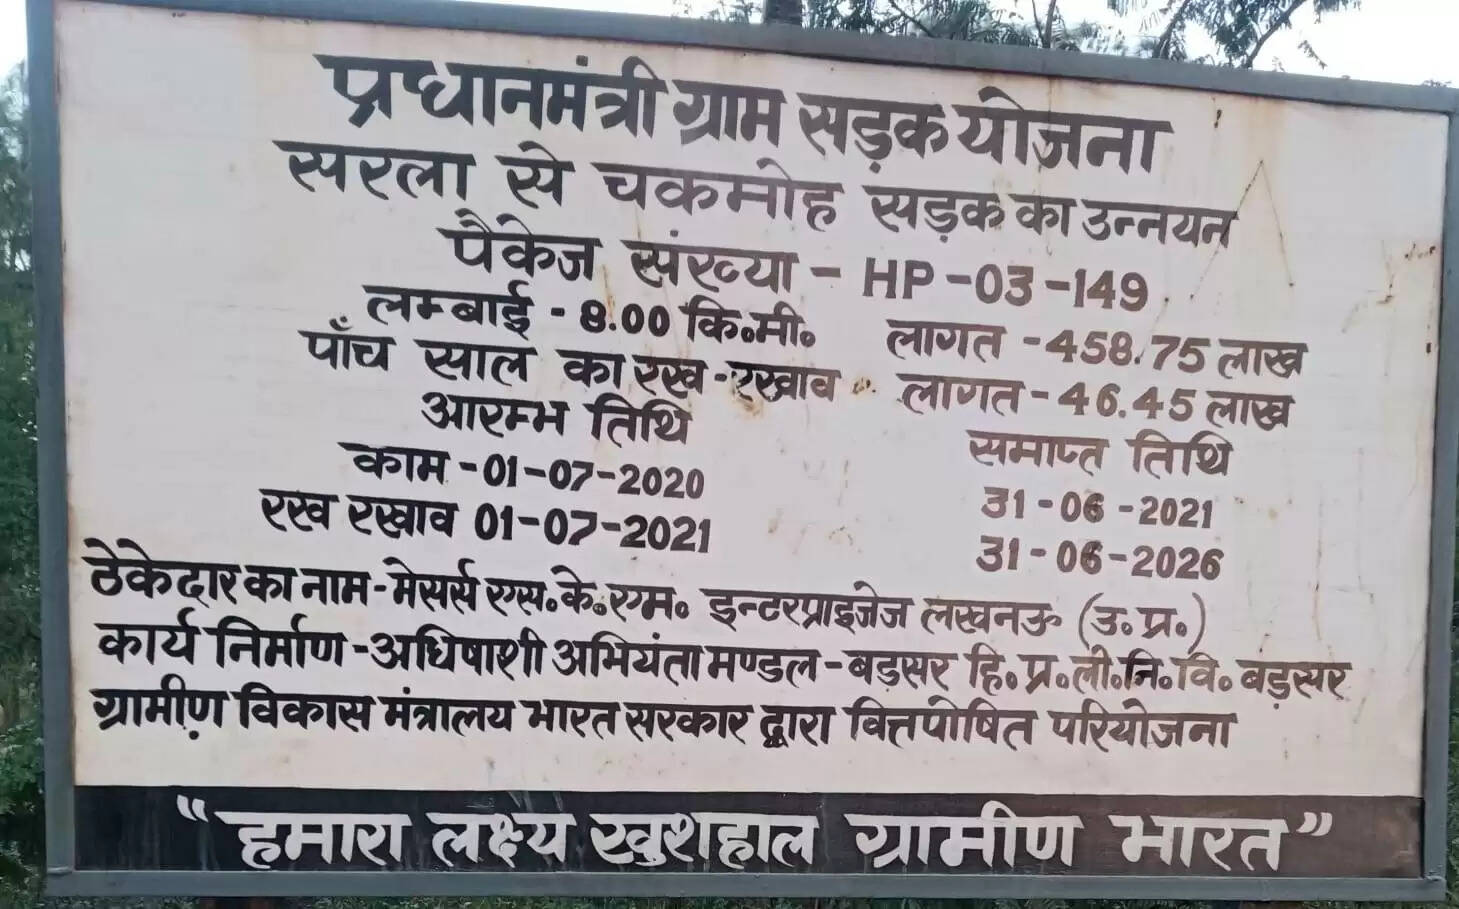 प्रधानमंत्री ग्राम सड़क योजना
सरला से चकमोह सड़क का उन्नयन
पैकेज संख्या - HP-03-149
लम्बाई - 8.00 कि.मी. लागत - 458.75 लाख
पाँच साल का रख-रखाव लागत - 46.45 लाख
आरम्भ तिथि समाप्त तिथि
काम - 01-07-2020 31-06-2021
रख रखाव 01-07-2021 31-06-2026
ठेकेदार का नाम - मेसर्स एस.के.एम. इन्टरप्राइजेज लखनऊ (उ.प्र.)
कार्य निर्माण - अधिषाशी अभियंता मण्डल - बड़सर हि.प्र.ली.नि.वि. बड़सर
ग्रामीण विकास मंत्रालय भारत सरकार द्वारा वित्तपोषित परियोजना
"हमारा लक्ष्य खुशहाल ग्रामीण भारत"